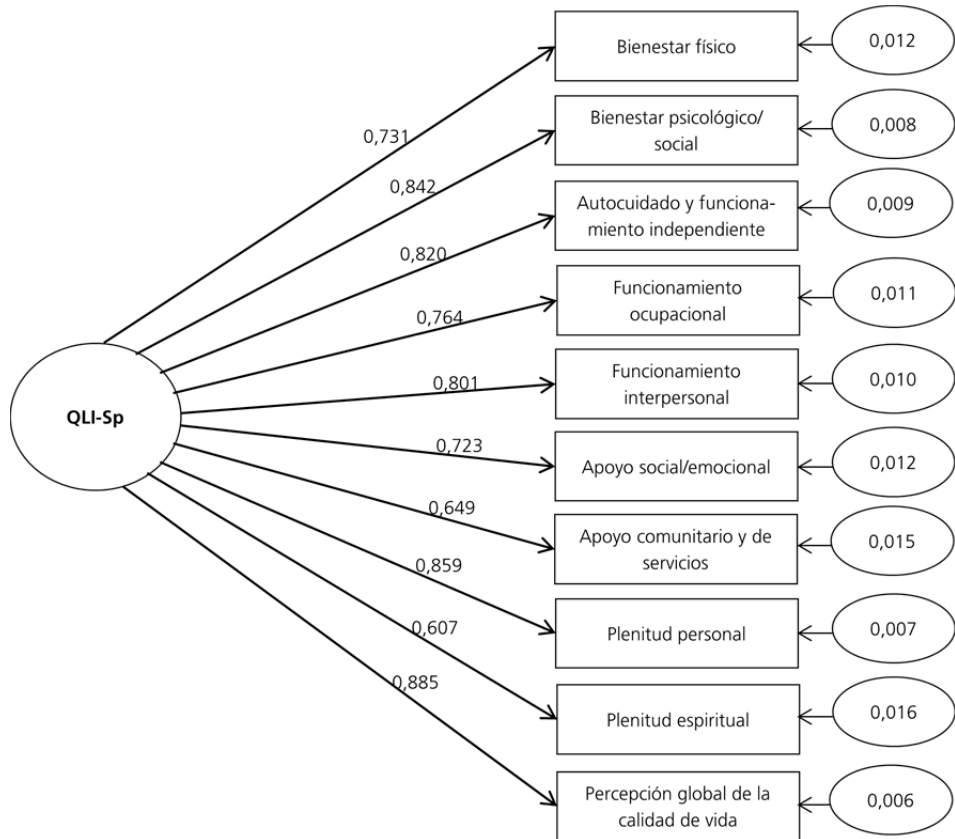 Bienestar físico
0,012
0,731
Bienestar psicológico/
social
0,008
0,842
Autocuidado y funciona-
miento independiente
0,009
0,820
Funcionamiento
ocupacional
0,011
0,764
QLI-Sp
0,801
Funcionamiento
interpersonal
0,010
0,723
Apoyo social/emocional
0,012
0,649
Apoyo comunitario y de
servicios
0,015
0,859
Plenitud personal
0,007
0,607
Plenitud espiritual
0,016
0,885
Percepción global de la
calidad de vida
0,006